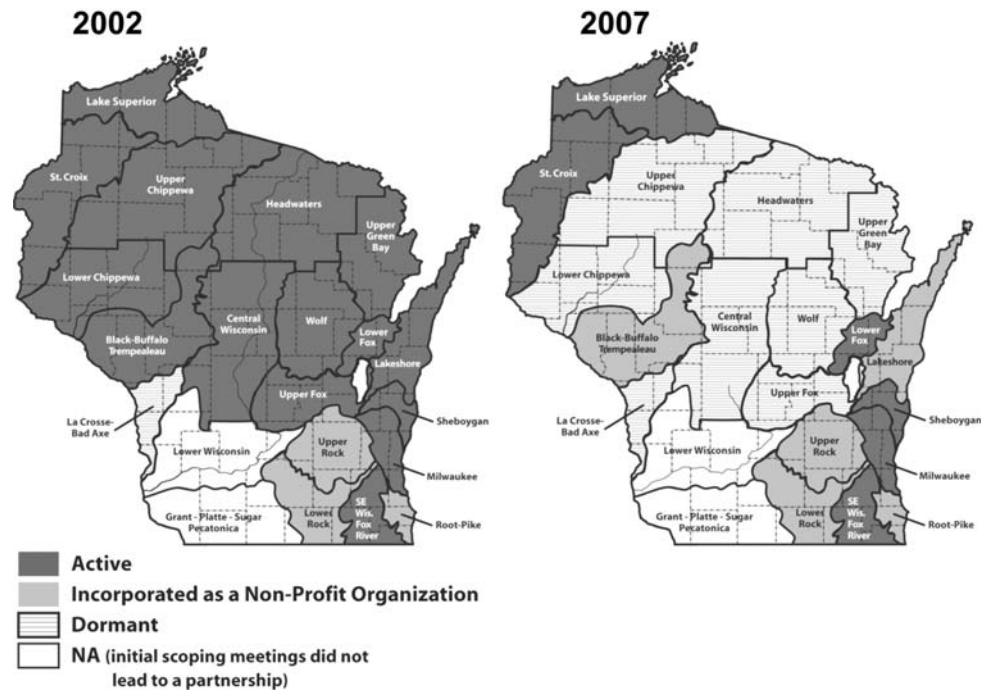 2002
Lake Superior
St. Croix
Upper
Chippewa
Headwaters
Upper
Green
Bay
Lower Chippewa
Central
Wisconsin
Wolf
Black-Buffalo
Trempealeau
Lower
Fox
Lakeshore
Upper Fox
La Crosse-
Bad Axe
Sheboygan
Lower Wisconsin
Upper
Rock
Milwaukee
Grant - Platte - Sugar
Pecatonica
Lower
Rock
SE
Wis.
Fox
River
Root-Pike
2007
Lake Superior
St. Croix
Upper
Chippewa
Headwaters
Upper
Green
Bay
Lower Chippewa
Central
Wisconsin
Wolf
Black-Buffalo
Trempealeau
Lower
Fox
Lakeshore
Upper Fox
La Crosse-
Bad Axe
Sheboygan
Lower Wisconsin
Upper
Rock
Milwaukee
Grant - Platte - Sugar
Pecatonica
Lower
Rock
SE
Wis.
Fox
River
Root-Pike
Active
Incorporated as a Non-Profit Organization
Dormant
NA (initial scoping meetings did not
lead to a partnership)